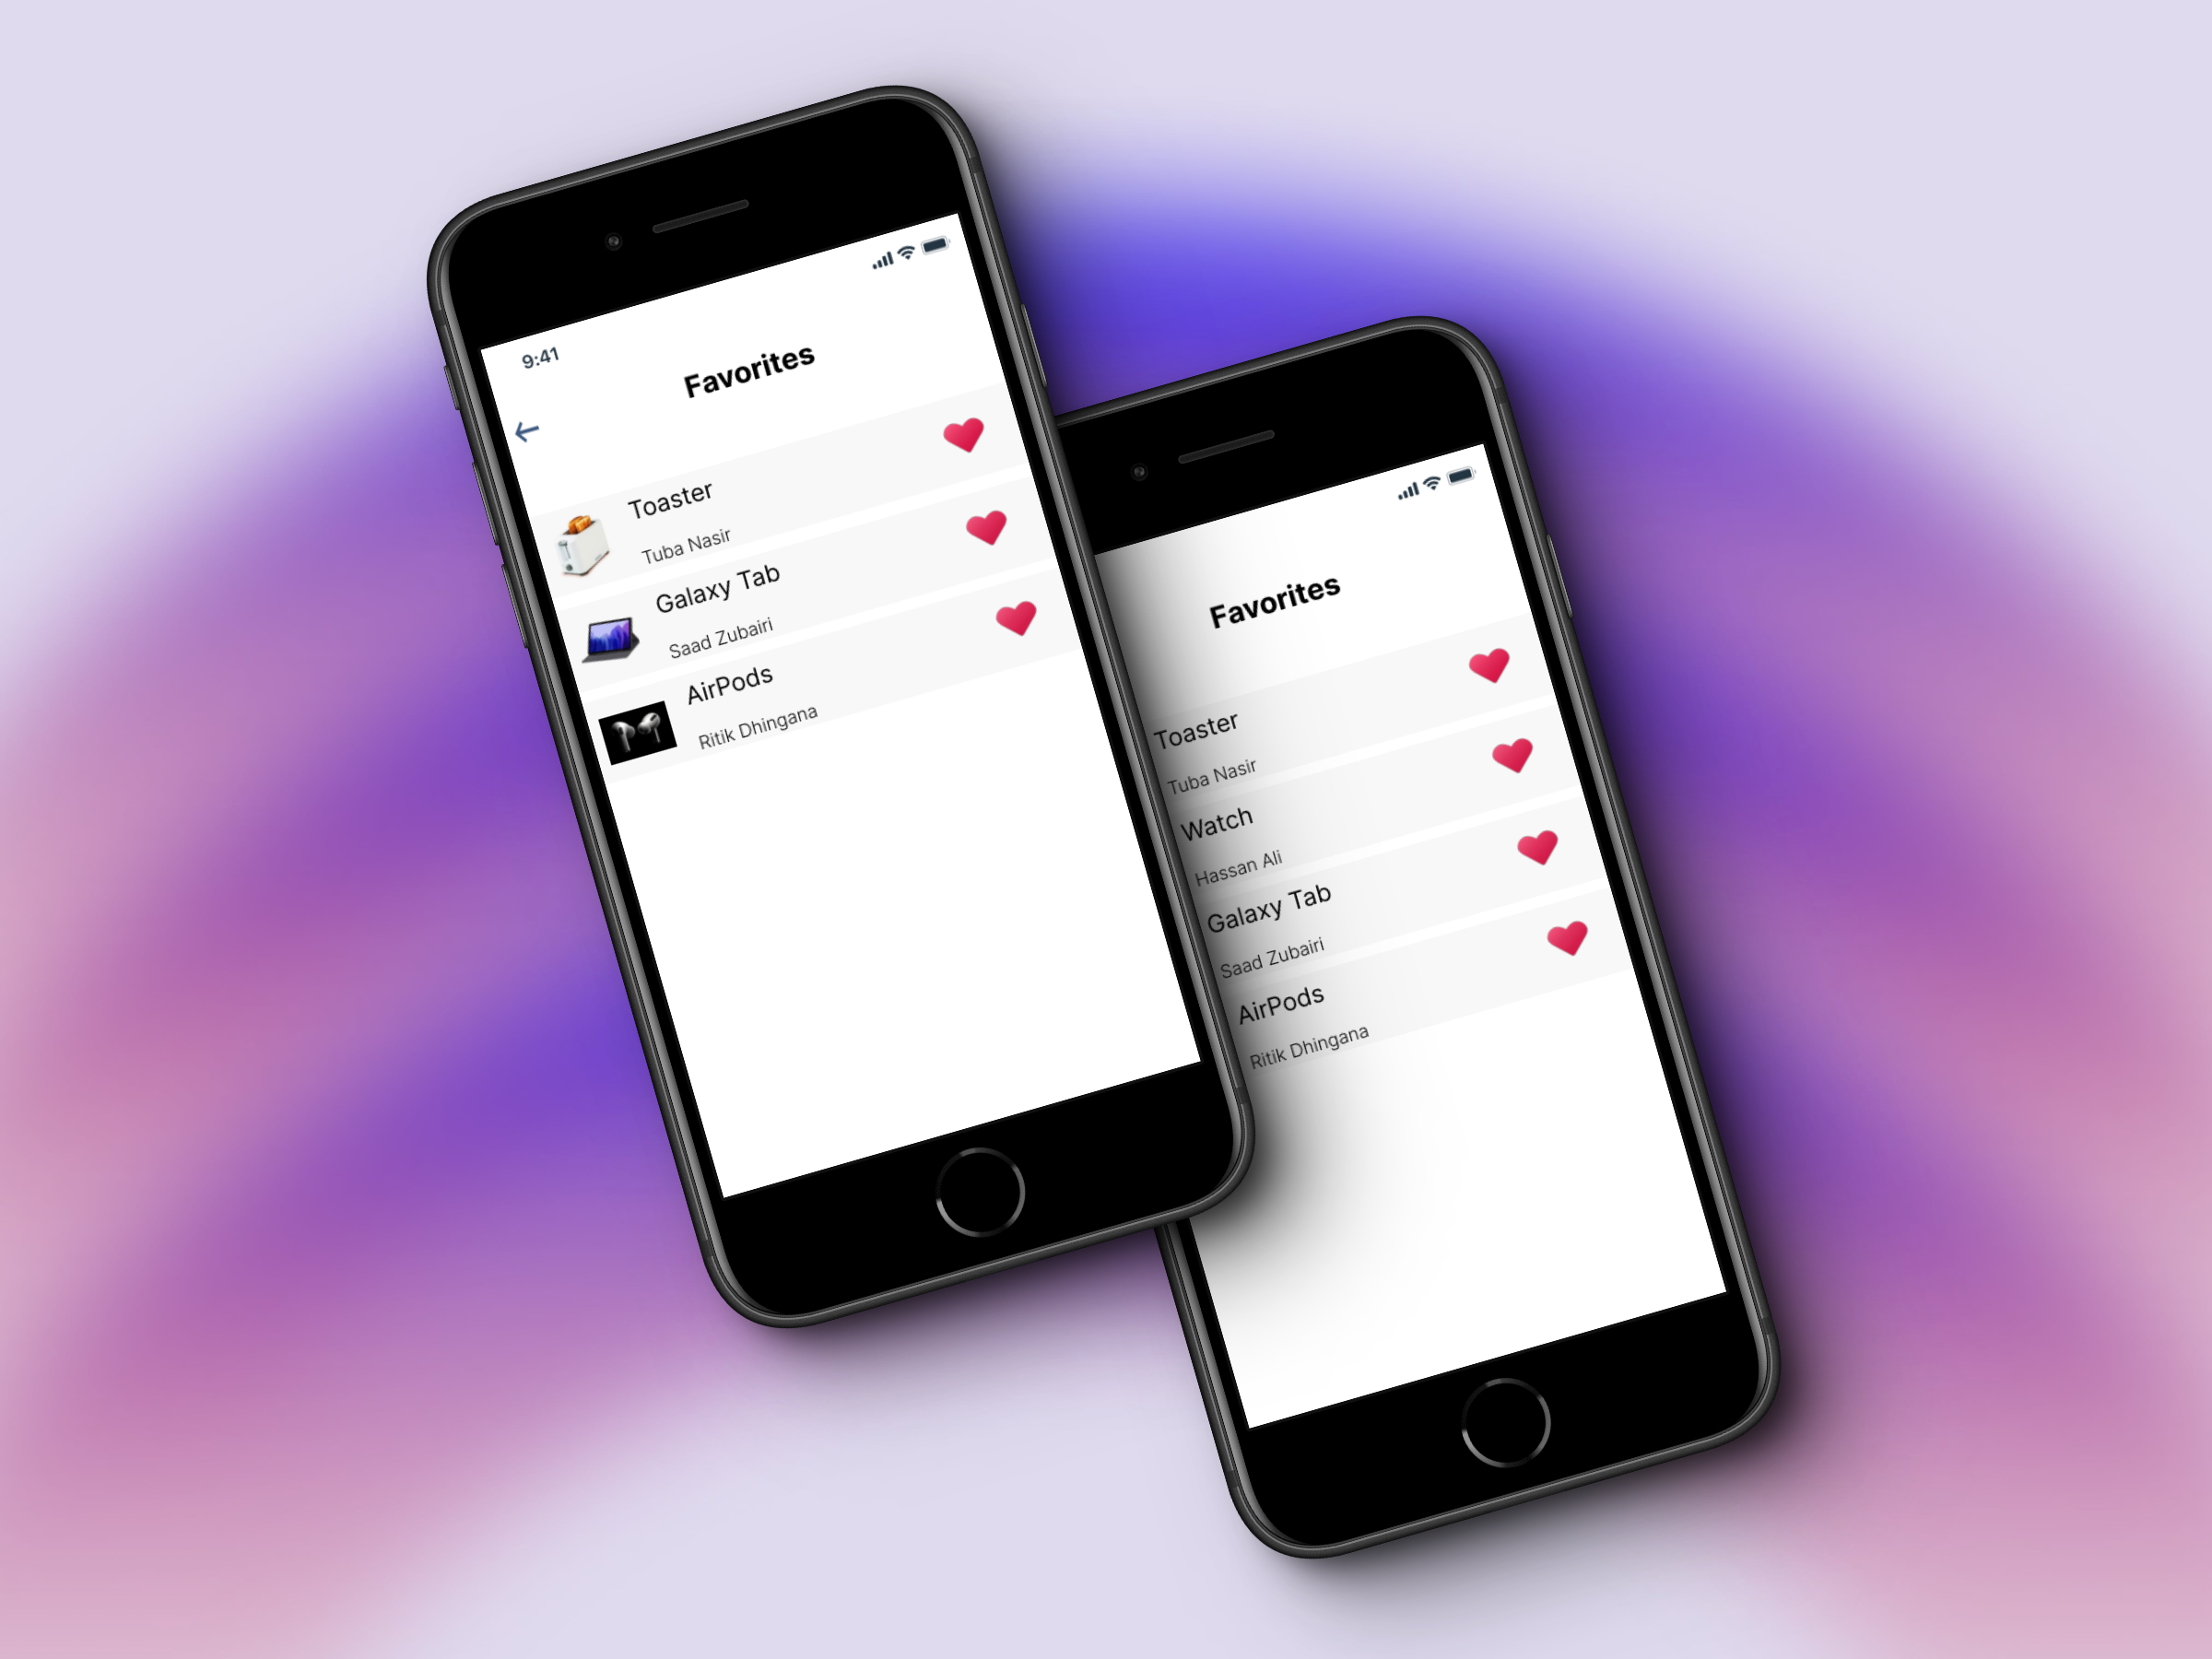 9:41
Favorites
Toaster
Tuba Nasir
Galaxy Tab
Saad Zubairi
AirPods
Ritik Dhingana
Favorites
Toaster
Tuba Nasir
Watch
Hassan Ali
Galaxy Tab
Saad Zubairi
AirPods
Ritik Dhingana